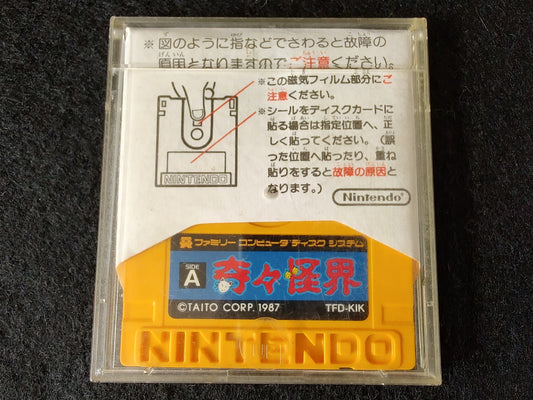 ※図のように指などでさわると故障の
原因となりますのでご注意ください。
※この磁気フィルム部分にご
注意ください。
※シールをディスクカードに
貼る場合は指定位置へ、正
しく貼ってください。(誤
った位置へ貼ったり、重ね
貼りをすると故障の原因と
なります。)
NINTENDO
Nintendo
ファミリー コンピュータ ディスク システム
SIDE
A
奇々怪界
©TAITO CORP. 1987
TFD-KIK
NINTENDO